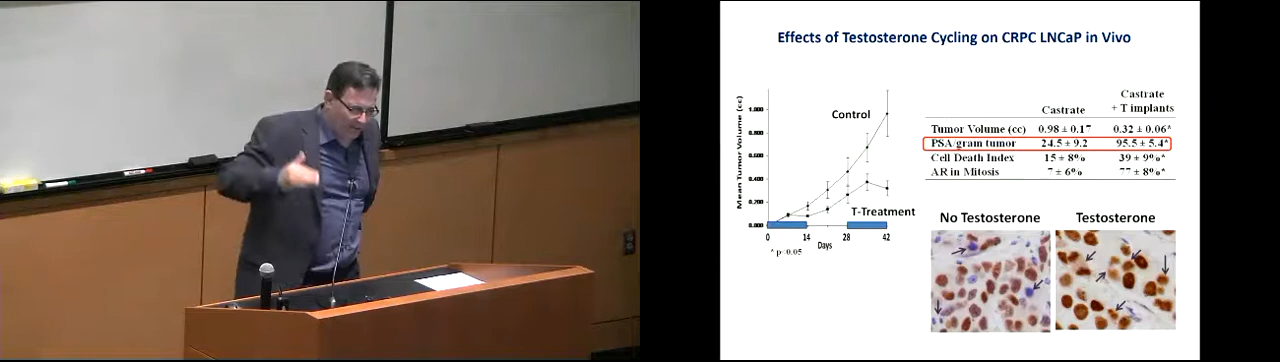 Effects of Testosterone Cycling on CRPC LNCaP in Vivo
Mean Tumor Volume (cc)
1.000
0.800
0.600
0.400
0.200
0.000
Control
T-Treatment
0 14 28 42
Days
* p<0.05
Castrate Castrate + T implants
Tumor Volume (cc) 0.98 ± 0.17 0.32 ± 0.06*
PSA/gram tumor 24.5 ± 9.2 95.5 ± 5.4*
Cell Death Index 15 ± 8% 39 ± 9%*
AR in Mitosis 7 ± 6% 77 ± 8%*
No Testosterone Testosterone